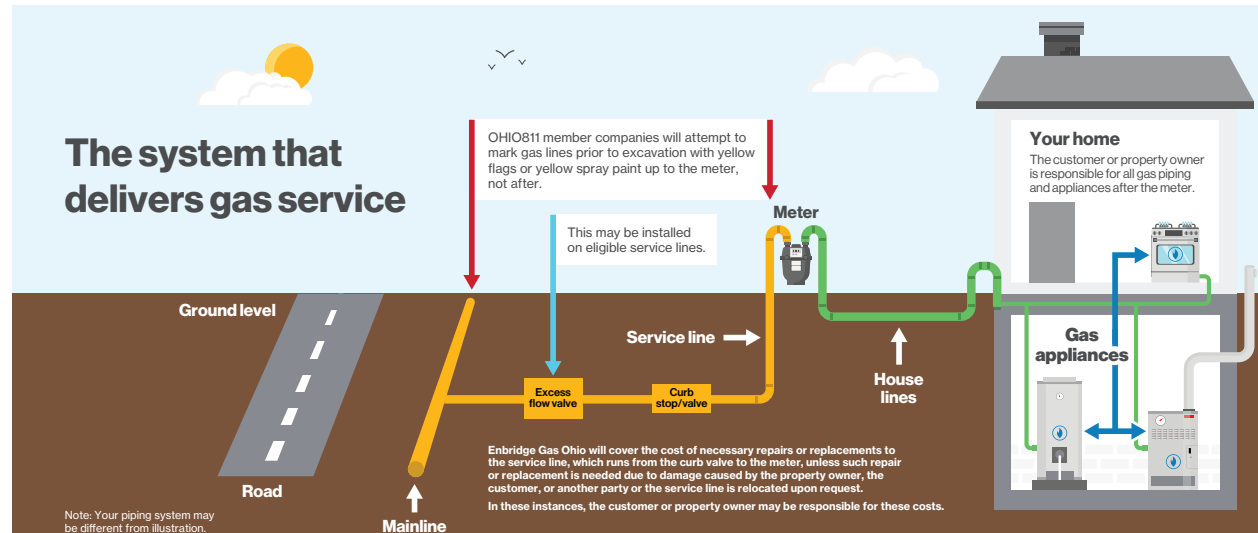 The system that
delivers gas service
OHIO811 member companies will attempt to
mark gas lines prior to excavation with yellow
flags or yellow spray paint up to the meter,
not after.
This may be installed
on eligible service lines.
Meter
Your home
The customer or property owner
is responsible for all gas piping
and appliances after the meter.
Ground level
Service line
House
lines
Gas
appliances
Excess
flow valve
Curb
stop/valve
Road
Mainline
Enbridge Gas Ohio will cover the cost of necessary repairs or replacements to
the service line, which runs from the curb valve to the meter, unless such repair
or replacement is needed due to damage caused by the property owner, the
customer, or another party or the service line is relocated upon request.
In these instances, the customer or property owner may be responsible for these costs.
Note: Your piping system may
be different from illustration.